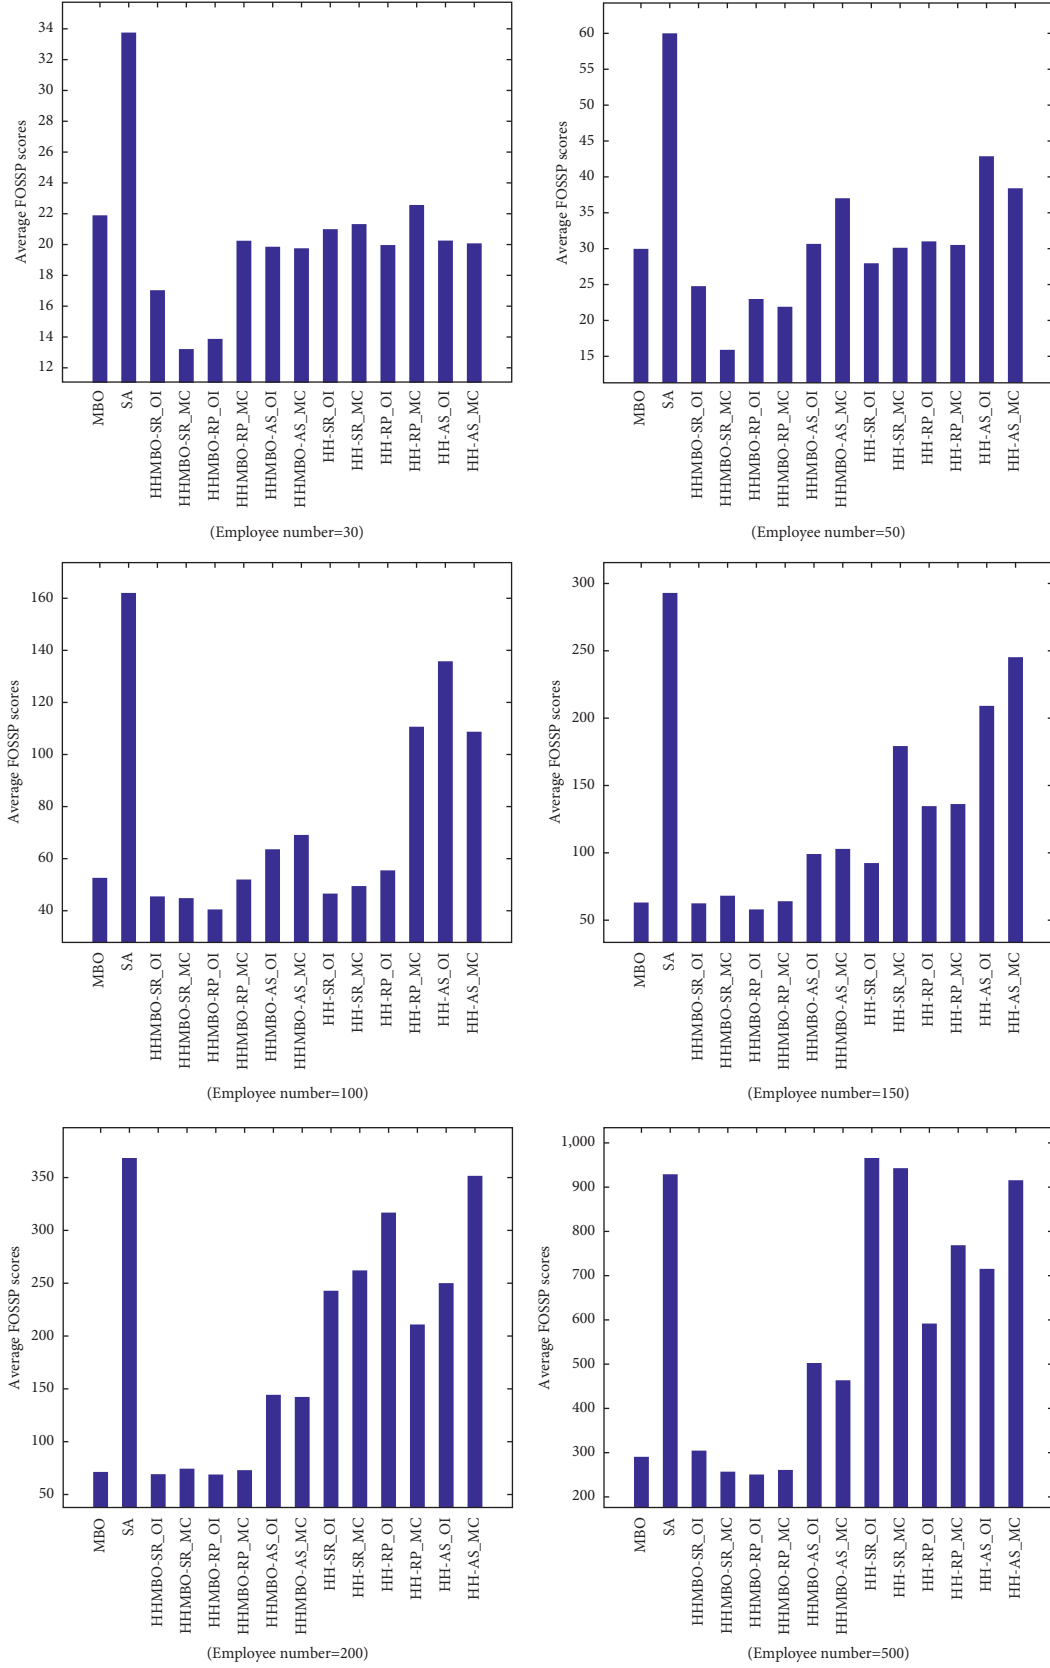 34
32
30
28
26
24
22
20
18
16
14
12
Average FOSSP scores
MBO
SA
HHMBO-SR_OI
HHMBO-SR_MC
HHMBO-RP_OI
HHMBO-RP_MC
HHMBO-AS_OI
HHMBO-AS_MC
HH-SR_OI
HH-SR_MC
HH-RP_OI
HH-RP_MC
HH-AS_OI
HH-AS_MC
(Employee number=30)
60
55
50
45
40
35
30
25
20
15
Average FOSSP scores
MBO
SA
HHMBO-SR_OI
HHMBO-SR_MC
HHMBO-RP_OI
HHMBO-RP_MC
HHMBO-AS_OI
HHMBO-AS_MC
HH-SR_OI
HH-SR_MC
HH-RP_OI
HH-RP_MC
HH-AS_OI
HH-AS_MC
(Employee number=50)
160
140
120
100
80
60
40
Average FOSSP scores
MBO
SA
HHMBO-SR_OI
HHMBO-SR_MC
HHMBO-RP_OI
HHMBO-RP_MC
HHMBO-AS_OI
HHMBO-AS_MC
HH-SR_OI
HH-SR_MC
HH-RP_OI
HH-RP_MC
HH-AS_OI
HH-AS_MC
(Employee number=100)
300
250
200
150
100
50
Average FOSSP scores
MBO
SA
HHMBO-SR_OI
HHMBO-SR_MC
HHMBO-RP_OI
HHMBO-RP_MC
HHMBO-AS_OI
HHMBO-AS_MC
HH-SR_OI
HH-SR_MC
HH-RP_OI
HH-RP_MC
HH-AS_OI
HH-AS_MC
(Employee number=150)
350
300
250
200
150
100
50
Average FOSSP scores
MBO
SA
HHMBO-SR_OI
HHMBO-SR_MC
HHMBO-RP_OI
HHMBO-RP_MC
HHMBO-AS_OI
HHMBO-AS_MC
HH-SR_OI
HH-SR_MC
HH-RP_OI
HH-RP_MC
HH-AS_OI
HH-AS_MC
(Employee number=200)
1,000
900
800
700
600
500
400
300
200
Average FOSSP scores
MBO
SA
HHMBO-SR_OI
HHMBO-SR_MC
HHMBO-RP_OI
HHMBO-RP_MC
HHMBO-AS_OI
HHMBO-AS_MC
HH-SR_OI
HH-SR_MC
HH-RP_OI
HH-RP_MC
HH-AS_OI
HH-AS_MC
(Employee number=500)